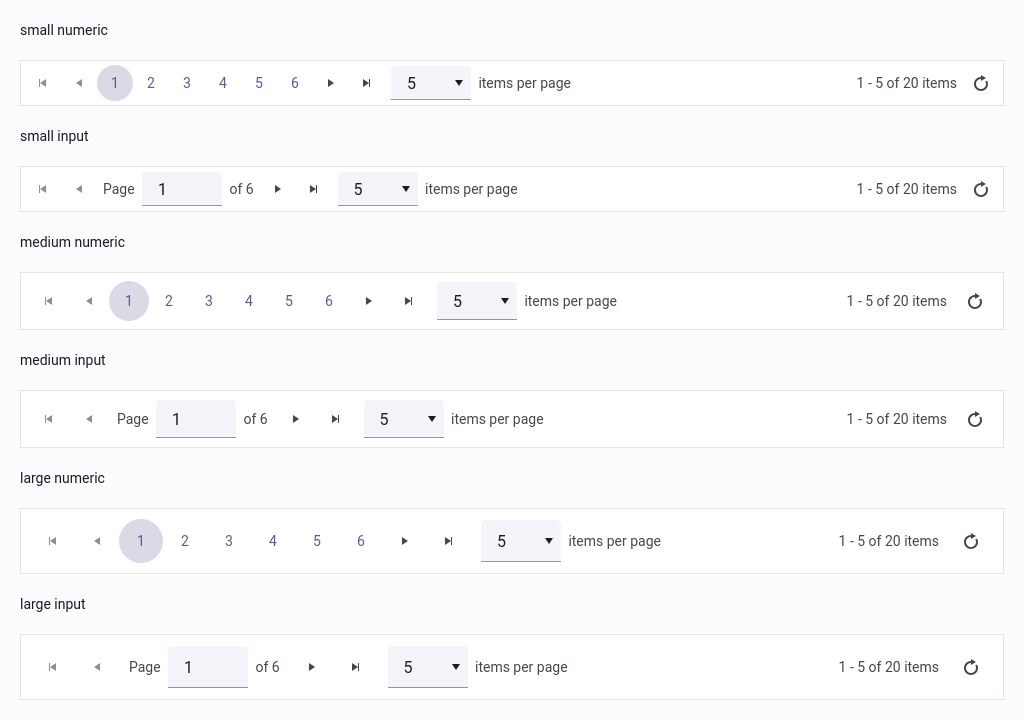 small numeric
1 2 3 4 5 6 5 items per page 1 - 5 of 20 items
small input
Page 1 of 6 5 items per page 1 - 5 of 20 items
medium numeric
1 2 3 4 5 6 5 items per page 1 - 5 of 20 items
medium input
Page 1 of 6 5 items per page 1 - 5 of 20 items
large numeric
1 2 3 4 5 6 5 items per page 1 - 5 of 20 items
large input
Page 1 of 6 5 items per page 1 - 5 of 20 items